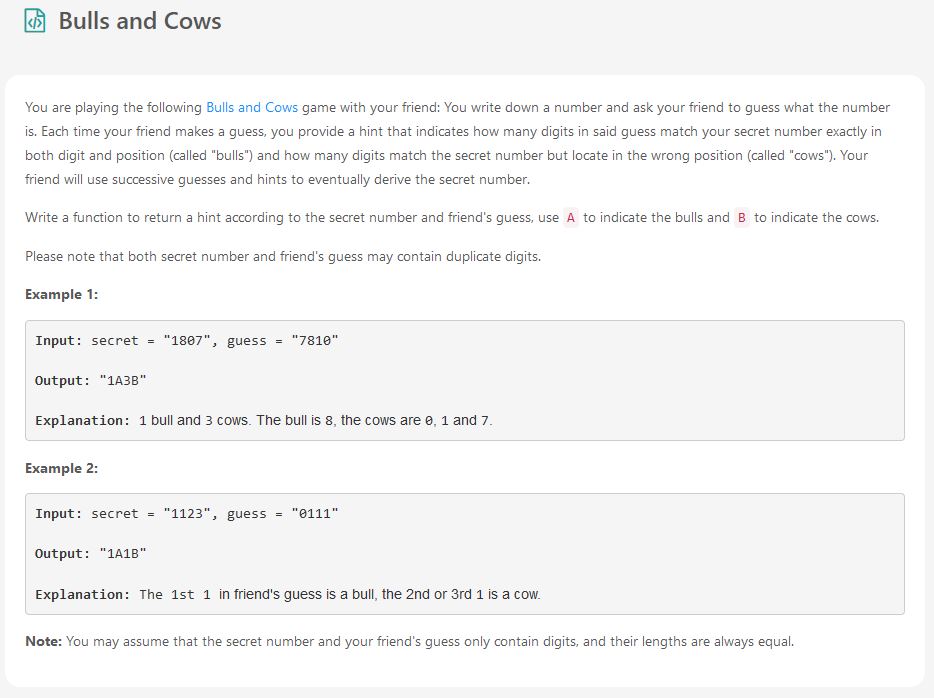 Bulls and Cows
You are playing the following Bulls and Cows game with your friend: You write down a number and ask your friend to guess what the number
is. Each time your friend makes a guess, you provide a hint that indicates how many digits in said guess match your secret number exactly in
both digit and position (called "bulls") and how many digits match the secret number but locate in the wrong position (called "cows"). Your
friend will use successive guesses and hints to eventually derive the secret number.
Write a function to return a hint according to the secret number and friend's guess, use A to indicate the bulls and B to indicate the cows.
Please note that both secret number and friend's guess may contain duplicate digits.
Example 1:
Input: secret = "1807", guess = "7810"
Output: "1A3B"
Explanation: 1 bull and 3 cows. The bull is 8, the cows are 0, 1 and 7.
Example 2:
Input: secret = "1123", guess = "0111"
Output: "1A1B"
Explanation: The 1st 1 in friend's guess is a bull, the 2nd or 3rd 1 is a cow.
Note: You may assume that the secret number and your friend's guess only contain digits, and their lengths are always equal.